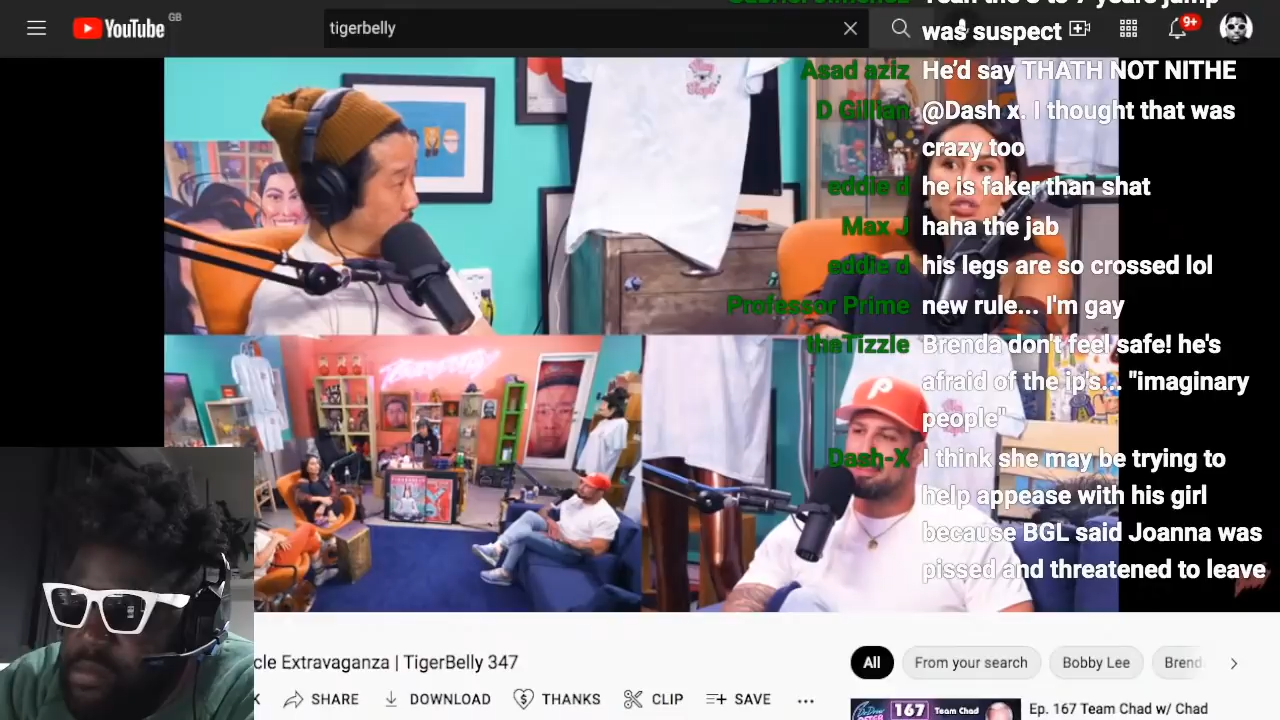 YouTube GB
tigerbelly
9+
was suspect
Asad aziz He'd say THATH NOT NITHE
D Gillian @Dash x. I thought that was
crazy too
eddie d he is faker than shat
Max J haha the jab
eddie d his legs are so crossed lol
Professor Prime new rule... I'm gay
theTizzle Brenda don't feel safe! he's
afraid of the ip's... "imaginary
people"
Dash-X I think she may be trying to
help appease with his girl
because BGL said Joanna was
pissed and threatened to leave
cle Extravaganza | TigerBelly 347
SHARE DOWNLOAD THANKS CLIP SAVE
All From your search Bobby Lee Brend
167 Team Chad
Ep. 167 Team Chad w/ Chad